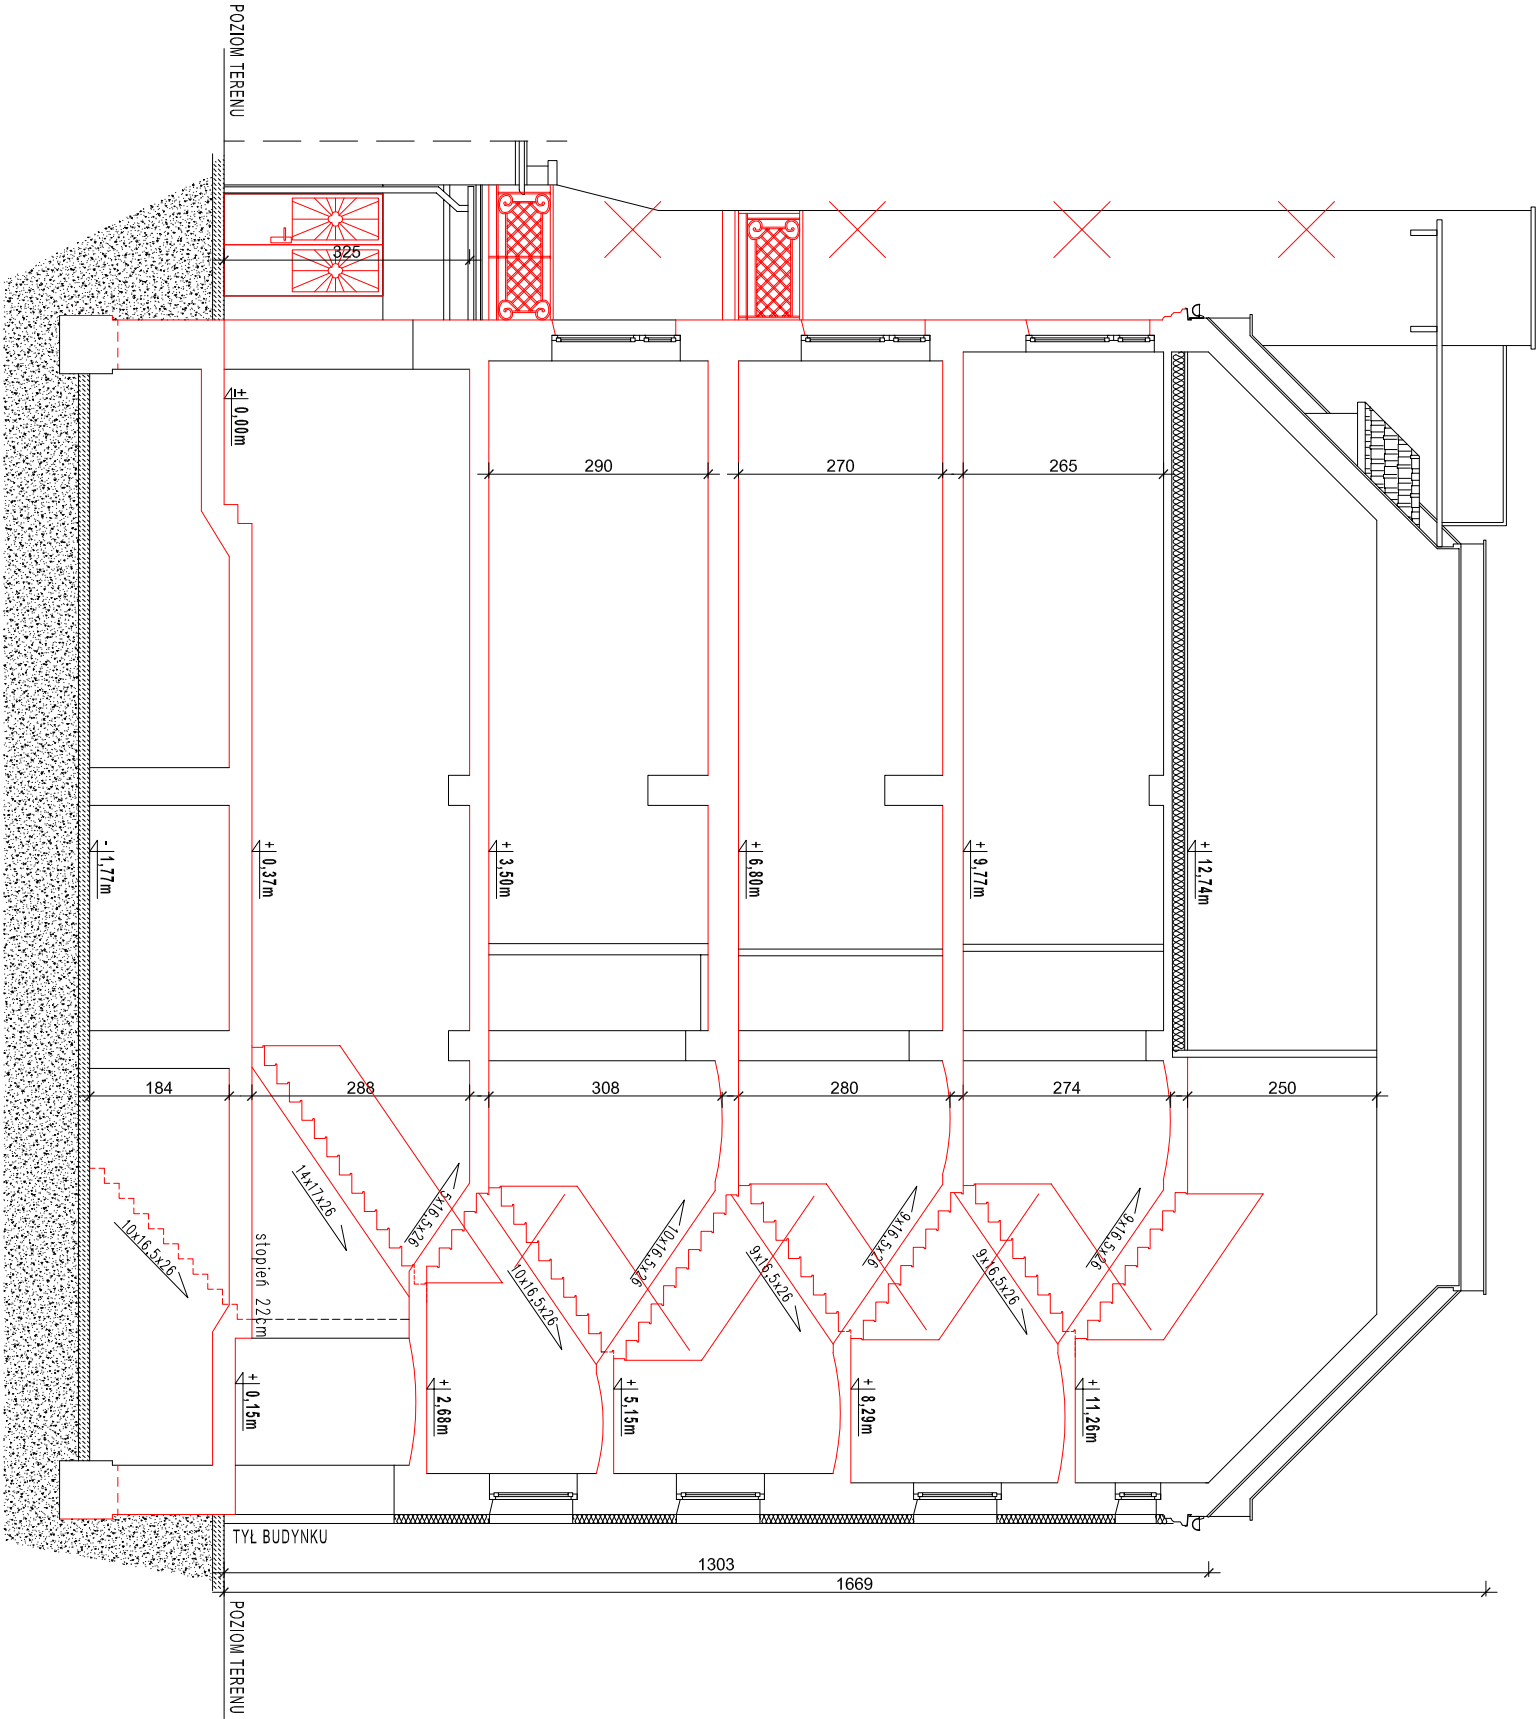 POZIOM TERENU
325
± 0,00m
290
270
265
- 1,77m
+ 0,37m
+ 3,50m
+ 6,80m
+ 9,77m
+ 12,74m
184
288
308
280
274
250
10x16,5x26
14x17x26
5x16,5x26
10x16,5x26
10x16,5x26
9x16,5x26
9x16,5x26
9x16,5x26
9x16,5x26
stopień 22cm
+ 0,15m
+ 2,68m
+ 5,15m
+ 8,29m
+ 11,26m
TYŁ BUDYNKU
1303
1669
POZIOM TERENU